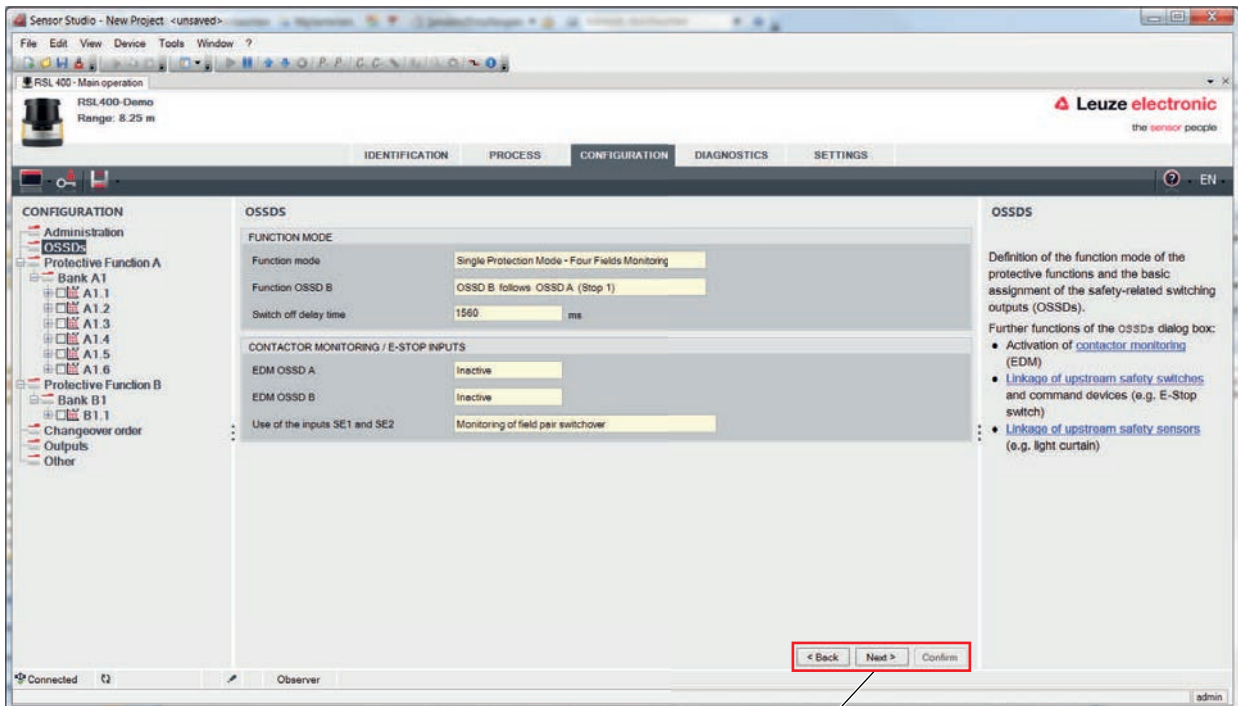 Sensor Studio - New Project <unsaved>
File Edit View Device Tools Window ?
RSL 400 - Main operation
RSL400-Demo
Range: 8.25 m
Leuze electronic
the sensor people
IDENTIFICATION PROCESS CONFIGURATION DIAGNOSTICS SETTINGS
EN
CONFIGURATION
Administration
OSSDs
Protective Function A
Bank A1
A1.1
A1.2
A1.3
A1.4
A1.5
A1.6
Protective Function B
Bank B1
B1.1
Changeover order
Outputs
Other
OSSDS
FUNCTION MODE
Function mode Single Protection Mode - Four Fields Monitoring
Function OSSD B OSSD B follows OSSD A (Stop 1)
Switch off delay time 1560 ms
CONTACTOR MONITORING / E-STOP INPUTS
EDM OSSD A Inactive
EDM OSSD B Inactive
Use of the inputs SE1 and SE2 Monitoring of field pair switchover
< Back Next > Confirm
OSSDS
Definition of the function mode of the
protective functions and the basic
assignment of the safety-related switching
outputs (OSSDs).
Further functions of the OSSDs dialog box:
• Activation of contactor monitoring
(EDM)
• Linkage of upstream safety switches
and command devices (e.g. E-Stop
switch)
• Linkage of upstream safety sensors
(e.g. light curtain)
Connected Observer
admin